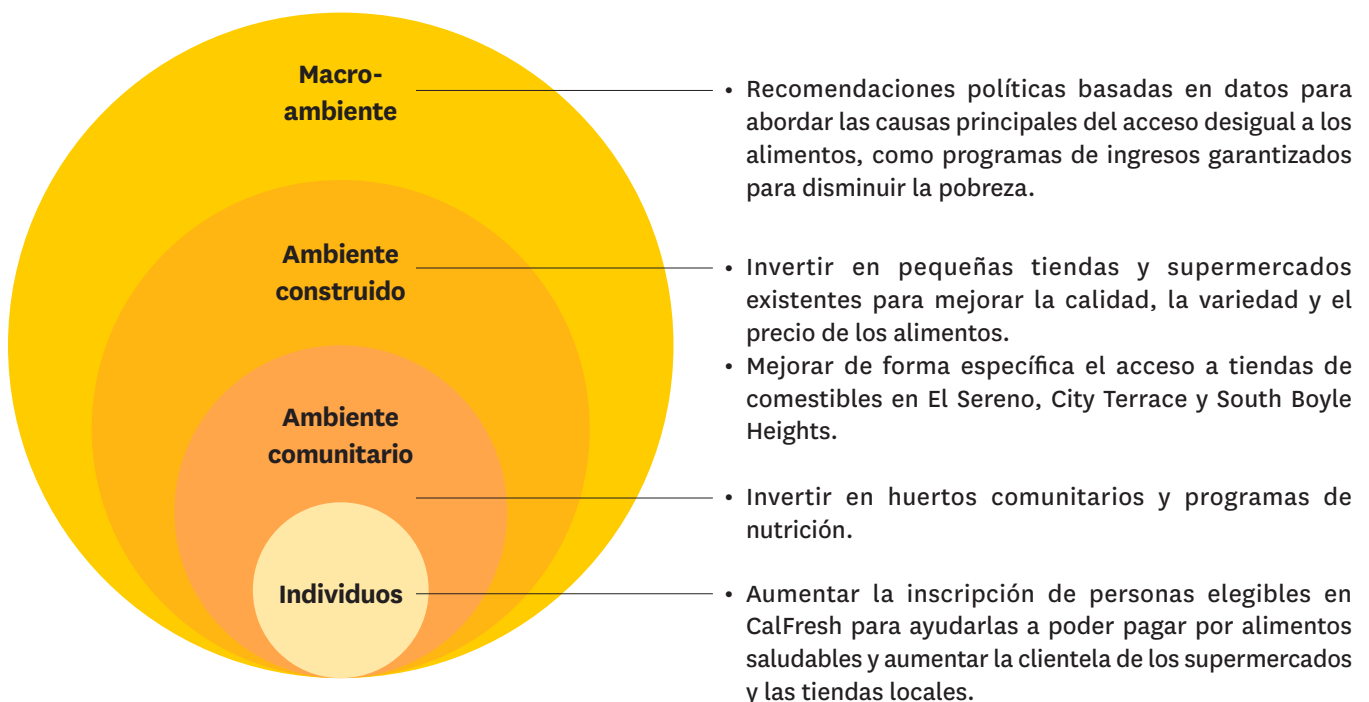 Macro-
ambiente
• Recomendaciones políticas basadas en datos para
abordar las causas principales del acceso desigual a los
alimentos, como programas de ingresos garantizados
para disminuir la pobreza.
Ambiente
construido
• Invertir en pequeñas tiendas y supermercados
existentes para mejorar la calidad, la variedad y el
precio de los alimentos.
• Mejorar de forma específica el acceso a tiendas de
comestibles en El Sereno, City Terrace y South Boyle
Heights.
Ambiente
comunitario
• Invertir en huertos comunitarios y programas de
nutrición.
Individuos
• Aumentar la inscripción de personas elegibles en
CalFresh para ayudarlas a poder pagar por alimentos
saludables y aumentar la clientela de los supermercados
y las tiendas locales.